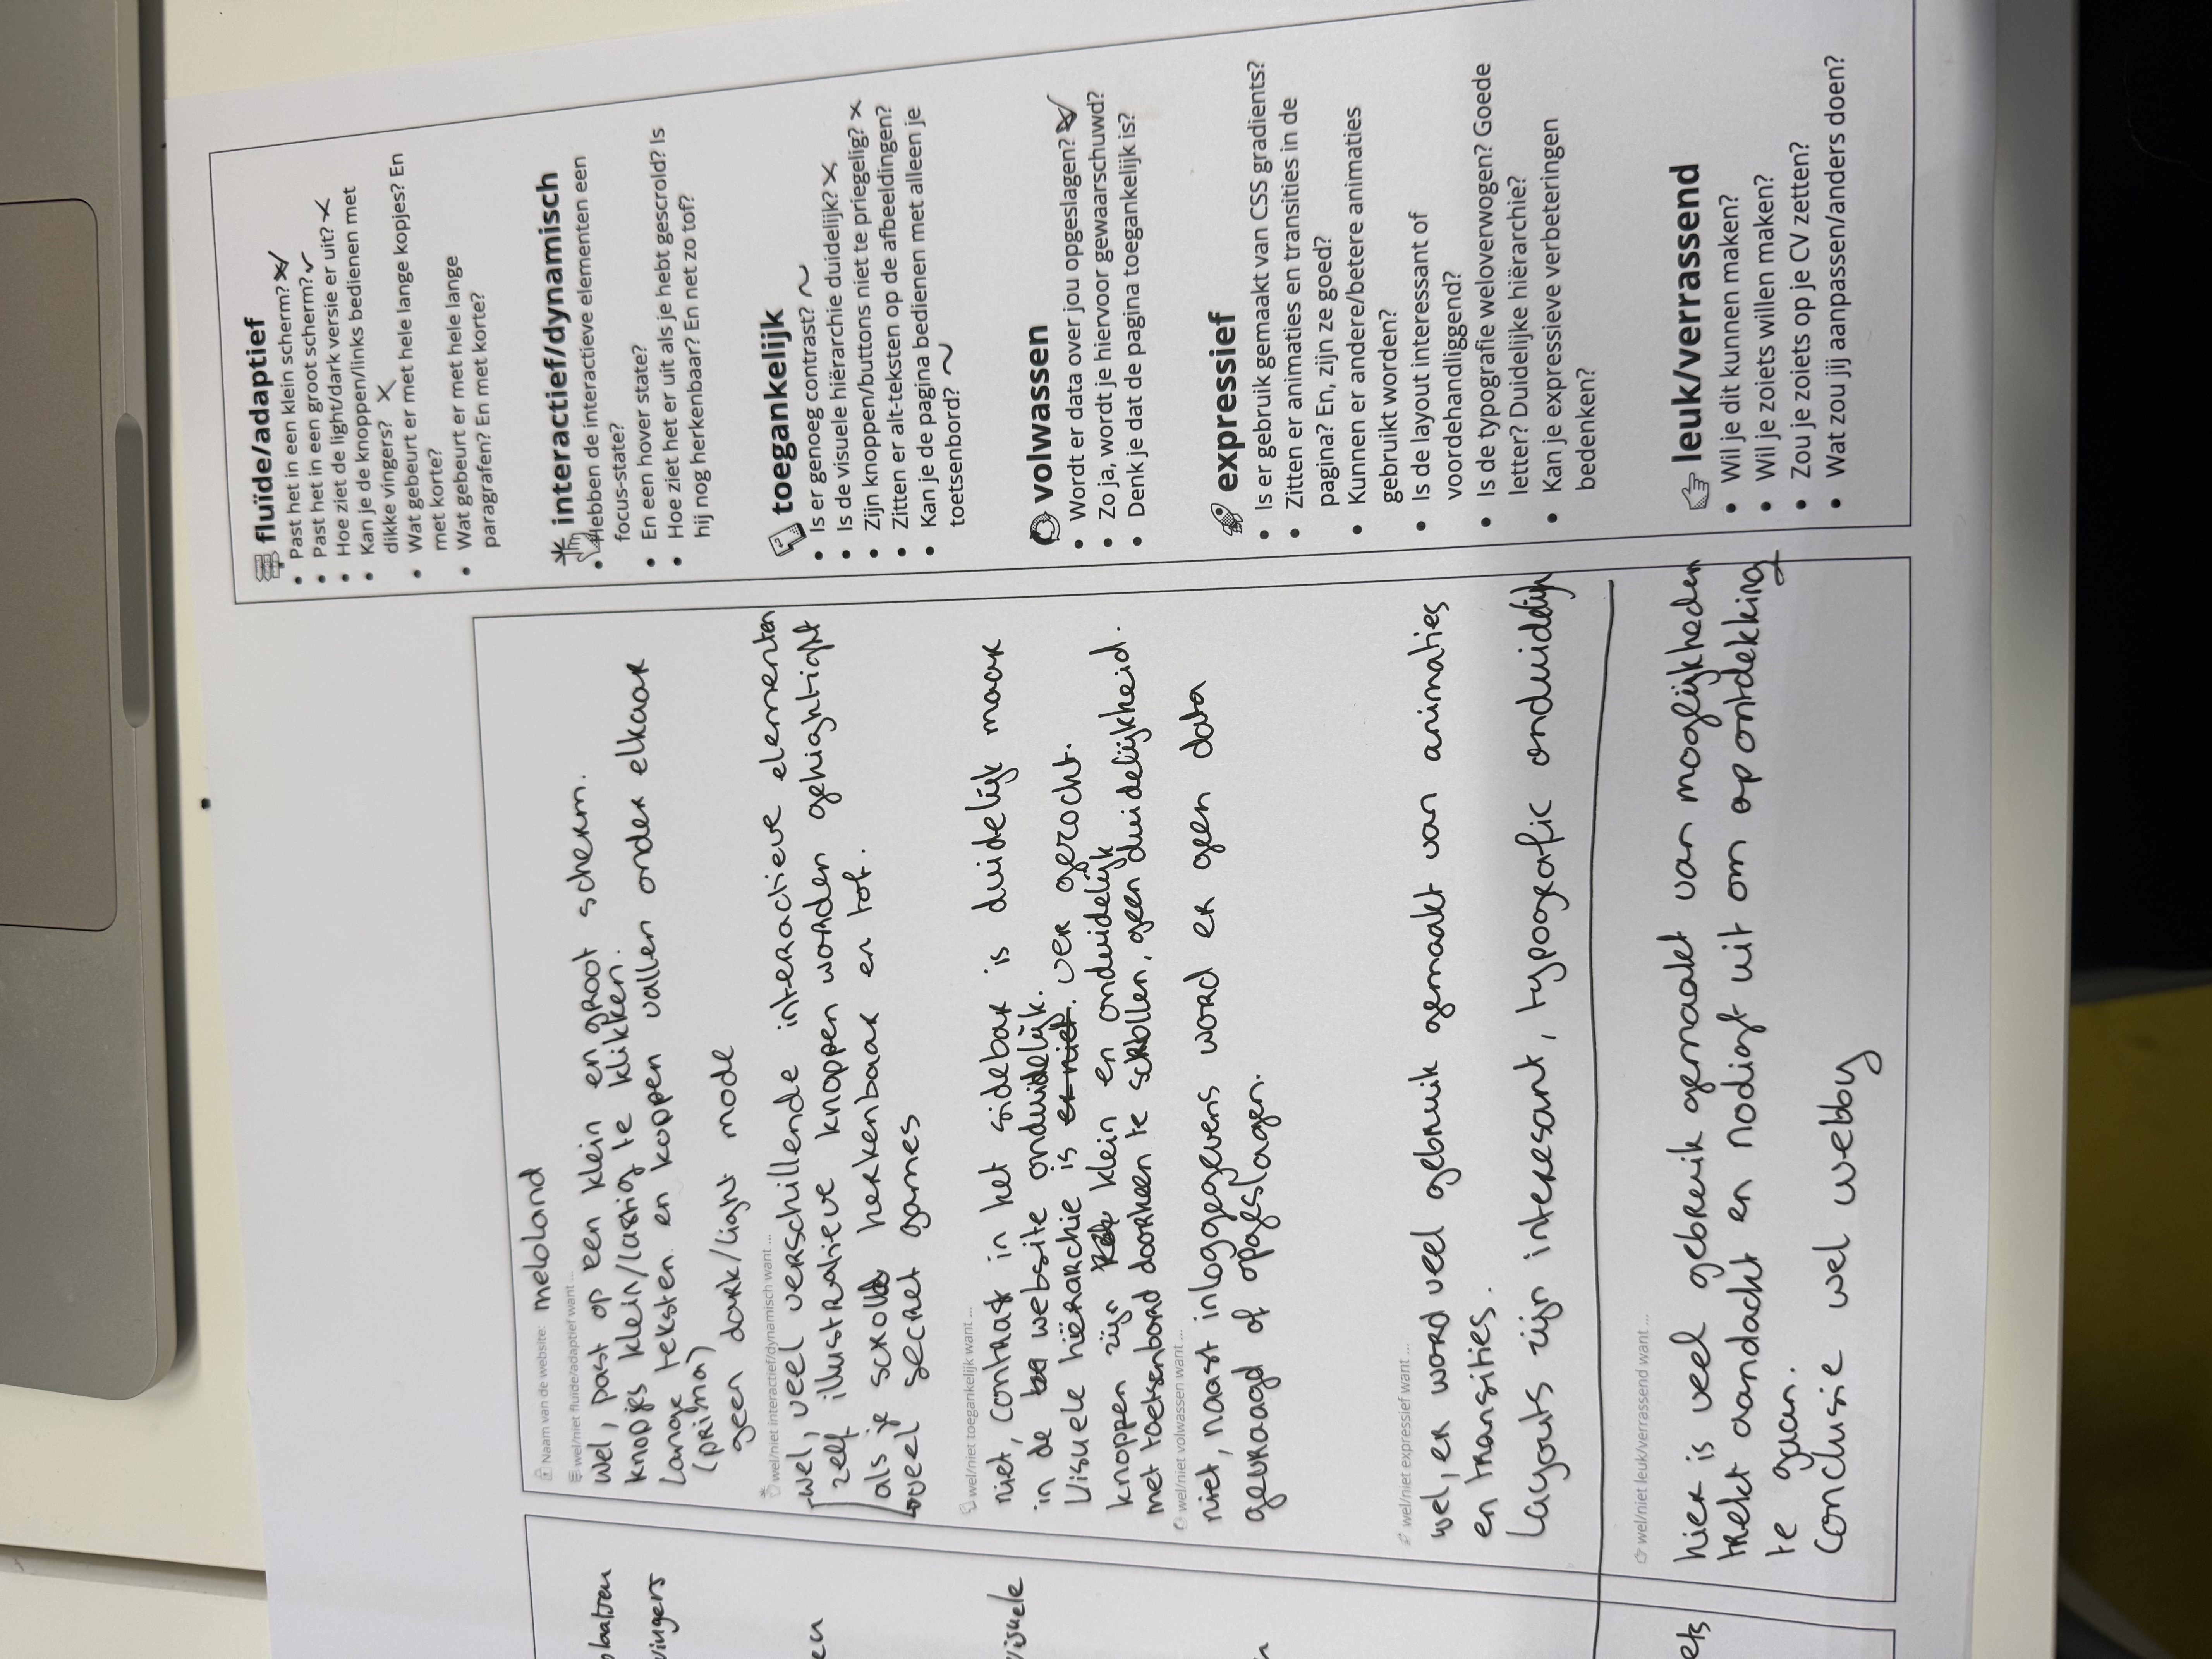 plaatsen
vingers
en
visuele
n
ets
Naam van de website: meloland
wel/niet fluïde/adaptief want ...
wel, past op een klein en groot scherm.
knopjes klein/lastig te klikken.
Lange teksten en koppen vallen onder elkaar
(prima)
geen dark/light mode
wel/niet interactief/dynamisch want ...
wel, veel verschillende interactieve elementen
zelf illustratieve knoppen worden gehightight
als je scrolld herkenbaar en tof.
veel secret games
wel/niet toegankelijk want ...
niet, contrast in het sidebar is duidelijk maar
in de website onduidelijk.
Visuele hiërarchie is er niet. ver gezocht.
knoppen zijn klein en onduidelijk
met toetsenbord doorheen te scrollen, geen duidelijkheid.
wel/niet volwassen want ...
niet, naast inloggegevens word er geen data
gevraagd of opgeslagen.
wel/niet expressief want ...
wel, er word veel gebruik gemaakt van animaties
en transities.
Layouts zijn interesant, typografie onduidelijk
wel/niet leuk/verrassend want ...
hier is veel gebruik gemaakt van mogelijkheden
trekt aandacht en nodigt uit om op ontdekking
te gaan.
Conclusie wel webby
fluïde/adaptief
• Past het in een klein scherm?
• Past het in een groot scherm? ✓
• Hoe ziet de light/dark versie er uit? ×
• Kan je de knoppen/links bedienen met
dikke vingers? ×
• Wat gebeurt er met hele lange kopjes? En
met korte?
• Wat gebeurt er met hele lange
paragrafen? En met korte?
interactief/dynamisch
• Hebben de interactieve elementen een
focus-state?
• En een hover state?
• Hoe ziet het er uit als je hebt gescrold? Is
hij nog herkenbaar? En net zo tof?
toegankelijk
• Is er genoeg contrast? ~
• Is de visuele hiërarchie duidelijk? ×
• Zijn knoppen/buttons niet te priegelig? ×
• Zitten er alt-teksten op de afbeeldingen?
• Kan je de pagina bedienen met alleen je
toetsenbord? ~
volwassen
• Wordt er data over jou opgeslagen?
• Zo ja, wordt je hiervoor gewaarschuwd?
• Denk je dat de pagina toegankelijk is?
expressief
• Is er gebruik gemaakt van CSS gradients?
• Zitten er animaties en transities in de
pagina? En, zijn ze goed?
• Kunnen er andere/betere animaties
gebruikt worden?
• Is de layout interessant of
voordehandliggend?
• Is de typografie weloverwogen? Goede
letter? Duidelijke hiërarchie?
• Kan je expressieve verbeteringen
bedenken?
leuk/verrassend
• Wil je dit kunnen maken?
• Wil je zoiets willen maken?
• Zou je zoiets op je CV zetten?
• Wat zou jij aanpassen/anders doen?